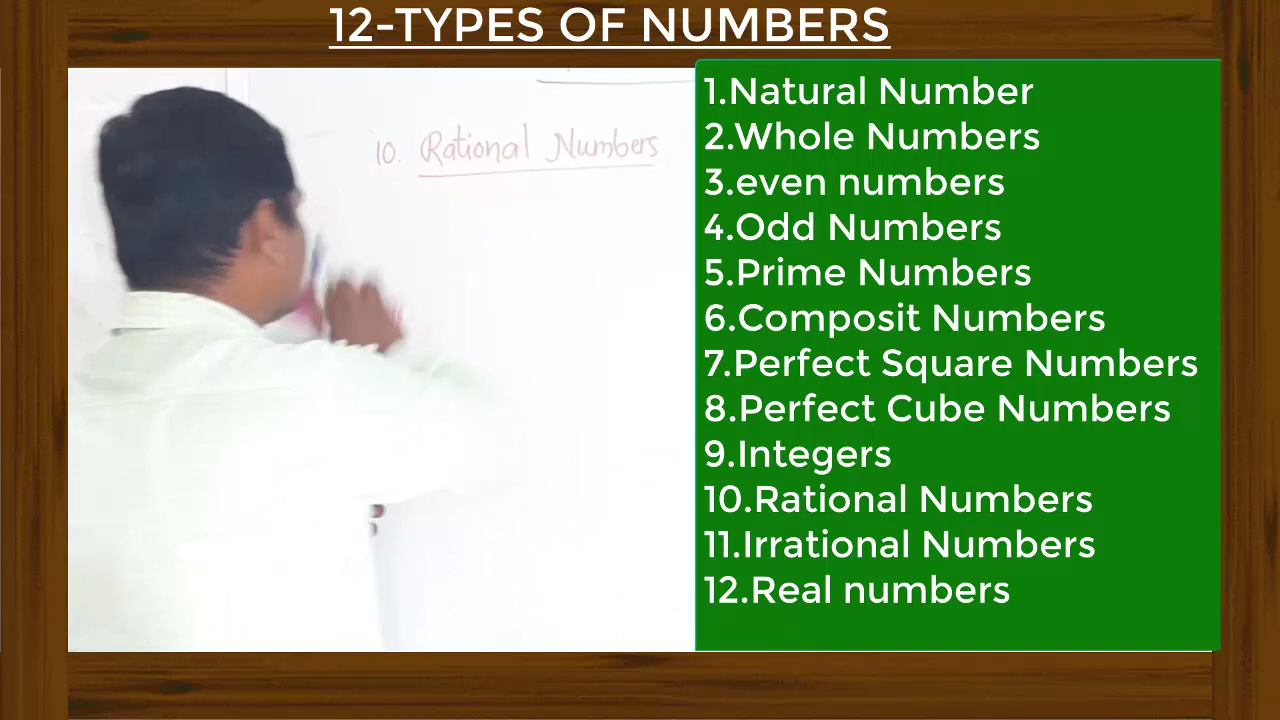 12-TYPES OF NUMBERS
10. Rational Numbers
1.Natural Number
2.Whole Numbers
3.even numbers
4.Odd Numbers
5.Prime Numbers
6.Composit Numbers
7.Perfect Square Numbers
8.Perfect Cube Numbers
9.Integers
10.Rational Numbers
11.Irrational Numbers
12.Real numbers